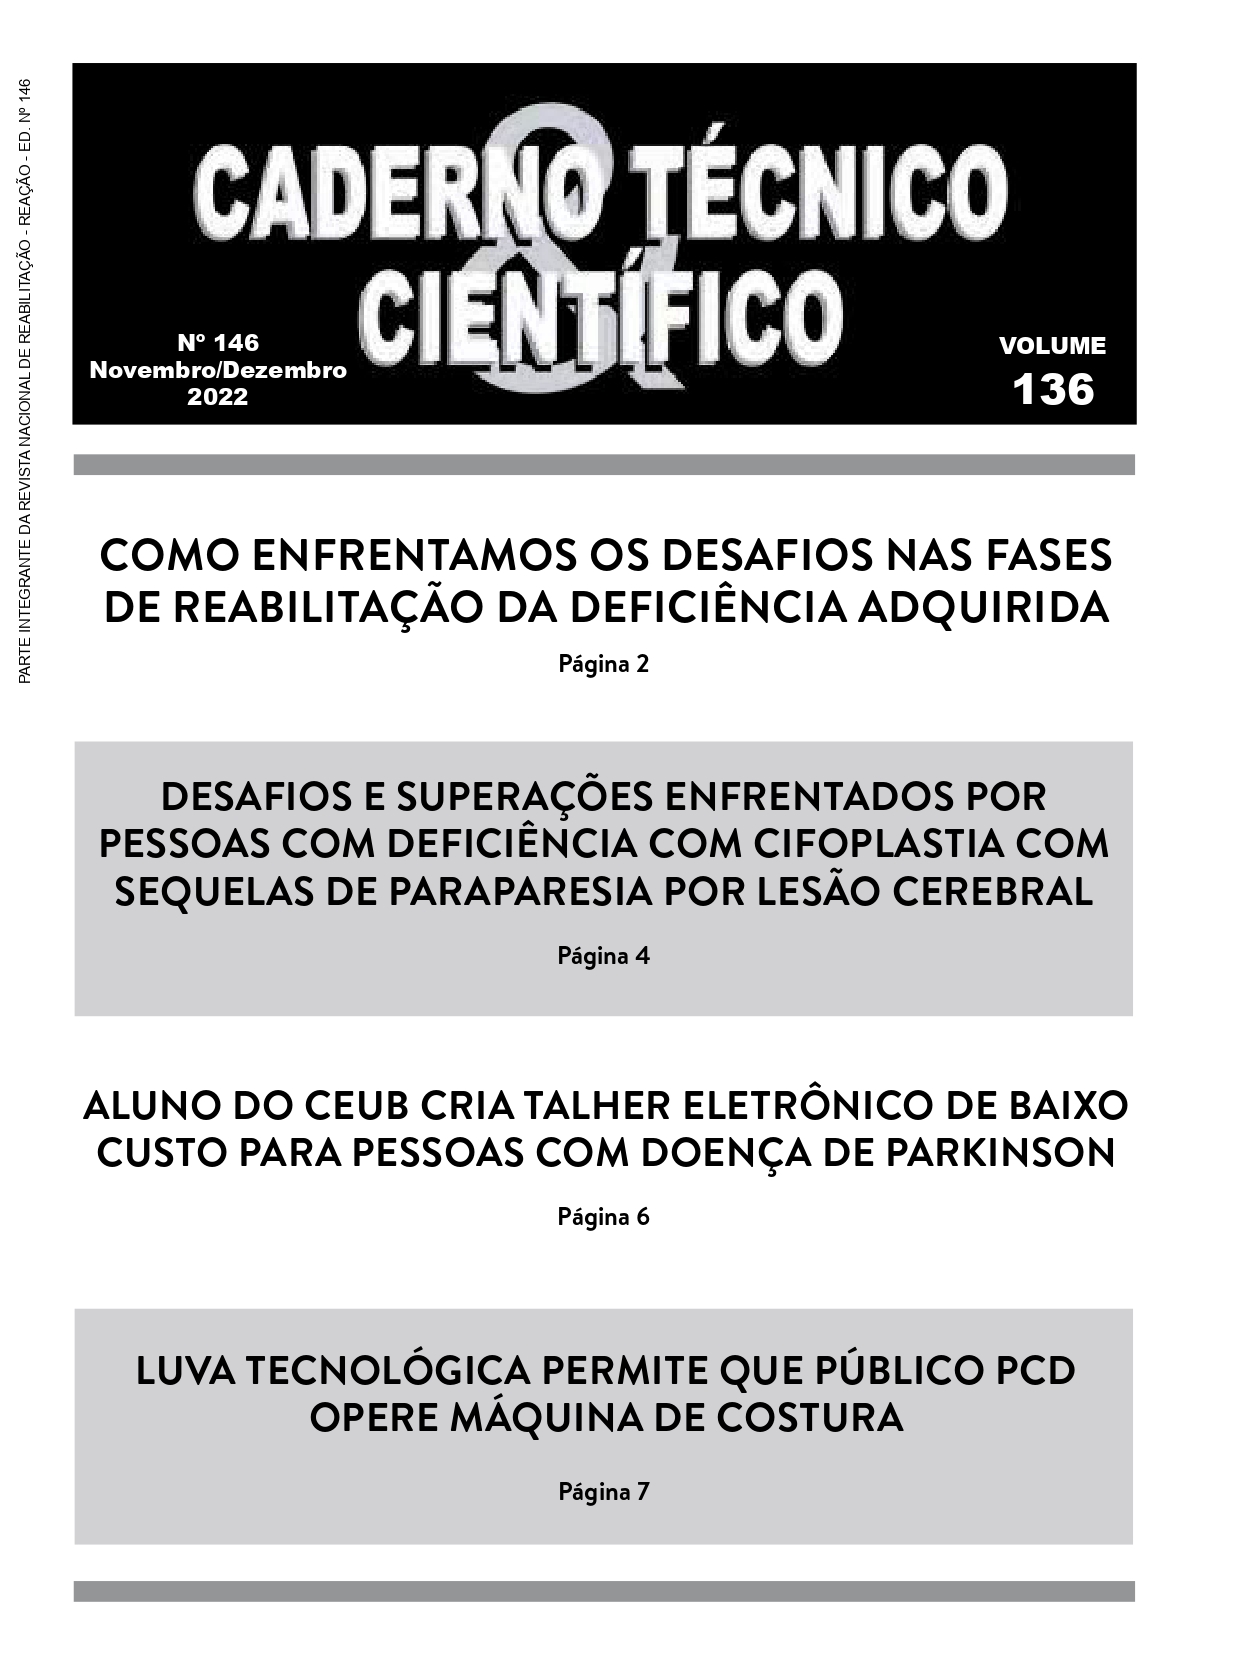 PARTE INTEGRANTE DA REVISTA NACIONAL DE REABILITAÇÃO - REAÇÃO - ED. Nº 146
&
CADERNO TÉCNICO
CIENTÍFICO
Nº 146
Novembro/Dezembro
2022
VOLUME
136
COMO ENFRENTAMOS OS DESAFIOS NAS FASES
DE REABILITAÇÃO DA DEFICIÊNCIA ADQUIRIDA
Página 2
DESAFIOS E SUPERAÇÕES ENFRENTADOS POR
PESSOAS COM DEFICIÊNCIA COM CIFOPLASTIA COM
SEQUELAS DE PARAPARESIA POR LESÃO CEREBRAL
Página 4
ALUNO DO CEUB CRIA TALHER ELETRÔNICO DE BAIXO
CUSTO PARA PESSOAS COM DOENÇA DE PARKINSON
Página 6
LUVA TECNOLÓGICA PERMITE QUE PÚBLICO PCD
OPERE MÁQUINA DE COSTURA
Página 7